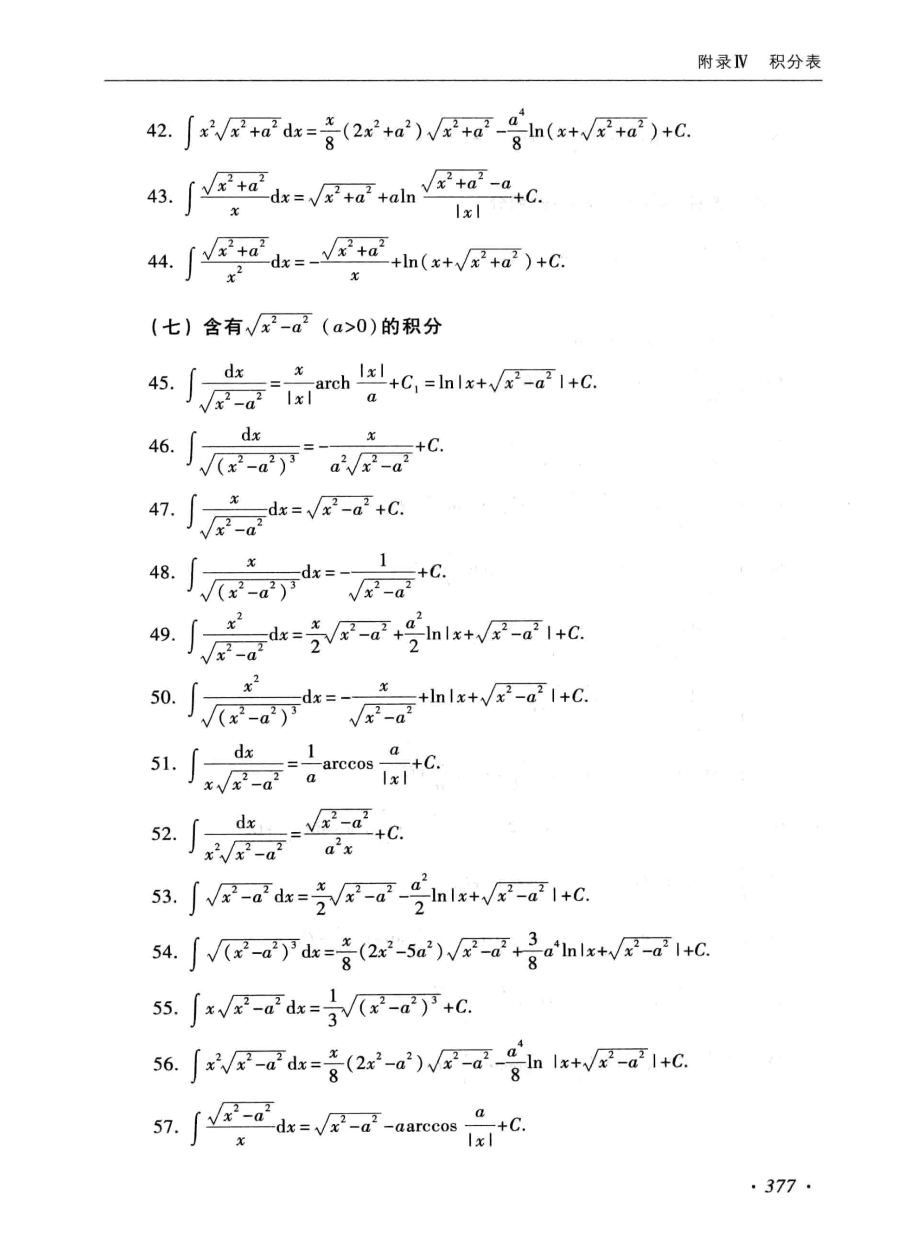 附录Ⅳ 积分表
42. $\int x^2\sqrt{x^2+a^2}\,dx=\frac{x}{8}(2x^2+a^2)\sqrt{x^2+a^2}-\frac{a^4}{8}\ln(x+\sqrt{x^2+a^2})+C.$
43. $\int \frac{\sqrt{x^2+a^2}}{x}dx=\sqrt{x^2+a^2}+a\ln\frac{\sqrt{x^2+a^2}-a}{|x|}+C.$
44. $\int \frac{\sqrt{x^2+a^2}}{x^2}dx=-\frac{\sqrt{x^2+a^2}}{x}+\ln(x+\sqrt{x^2+a^2})+C.$
(七) 含有$\sqrt{x^2-a^2}$ (a>0)的积分
45. $\int \frac{dx}{\sqrt{x^2-a^2}}=\frac{x}{|x|}\text{arch}\frac{|x|}{a}+C_1=\ln|x+\sqrt{x^2-a^2}|+C.$
46. $\int \frac{dx}{\sqrt{(x^2-a^2)^3}}=-\frac{x}{a^2\sqrt{x^2-a^2}}+C.$
47. $\int \frac{x}{\sqrt{x^2-a^2}}dx=\sqrt{x^2-a^2}+C.$
48. $\int \frac{x}{\sqrt{(x^2-a^2)^3}}dx=-\frac{1}{\sqrt{x^2-a^2}}+C.$
49. $\int \frac{x^2}{\sqrt{x^2-a^2}}dx=\frac{x}{2}\sqrt{x^2-a^2}+\frac{a^2}{2}\ln|x+\sqrt{x^2-a^2}|+C.$
50. $\int \frac{x^2}{\sqrt{(x^2-a^2)^3}}dx=-\frac{x}{\sqrt{x^2-a^2}}+\ln|x+\sqrt{x^2-a^2}|+C.$
51. $\int \frac{dx}{x\sqrt{x^2-a^2}}=\frac{1}{a}\arccos\frac{a}{|x|}+C.$
52. $\int \frac{dx}{x^2\sqrt{x^2-a^2}}=\frac{\sqrt{x^2-a^2}}{a^2x}+C.$
53. $\int \sqrt{x^2-a^2}\,dx=\frac{x}{2}\sqrt{x^2-a^2}-\frac{a^2}{2}\ln|x+\sqrt{x^2-a^2}|+C.$
54. $\int \sqrt{(x^2-a^2)^3}\,dx=\frac{x}{8}(2x^2-5a^2)\sqrt{x^2-a^2}+\frac{3}{8}a^4\ln|x+\sqrt{x^2-a^2}|+C.$
55. $\int x\sqrt{x^2-a^2}\,dx=\frac{1}{3}\sqrt{(x^2-a^2)^3}+C.$
56. $\int x^2\sqrt{x^2-a^2}\,dx=\frac{x}{8}(2x^2-a^2)\sqrt{x^2-a^2}-\frac{a^4}{8}\ln|x+\sqrt{x^2-a^2}|+C.$
57. $\int \frac{\sqrt{x^2-a^2}}{x}dx=\sqrt{x^2-a^2}-a\arccos\frac{a}{|x|}+C.$
· 377 ·